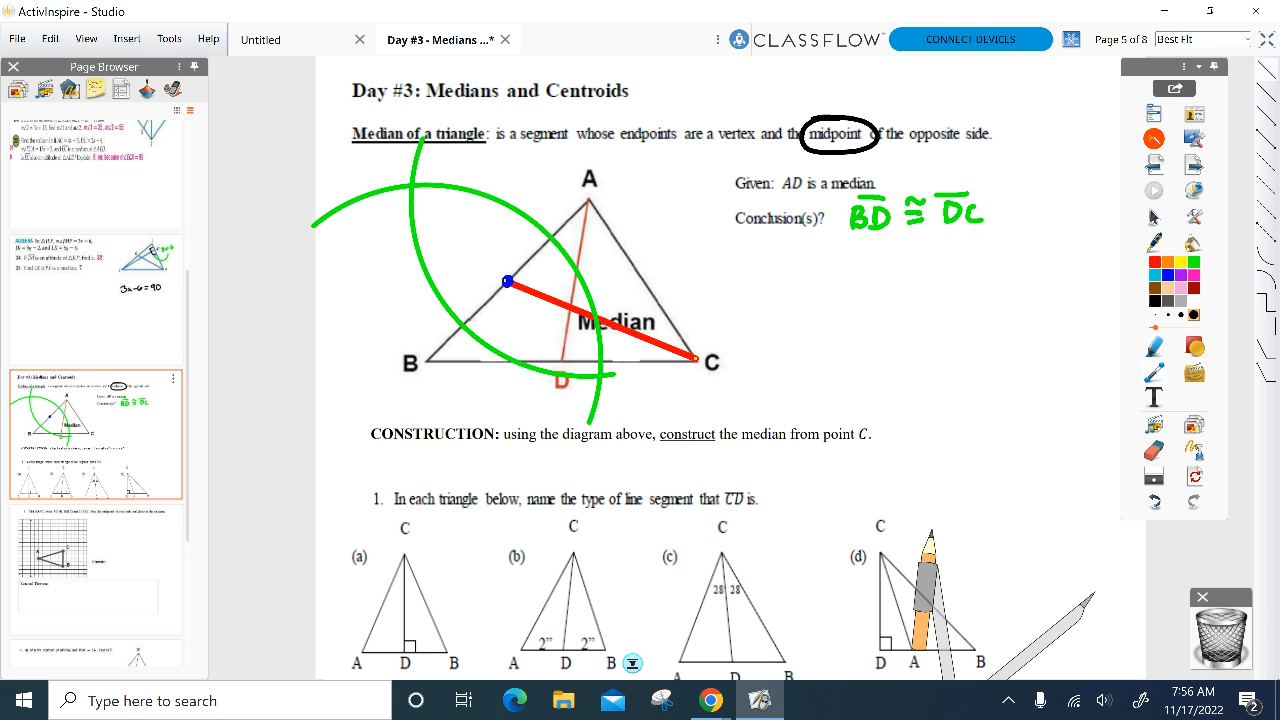 ActivInspire - Studio
File Edit View Insert Tools Help
Untitled
Day #3 - Medians ...*
CLASSFLOW
CONNECT DEVICES
Page 5 of 8
Best Fit
Page Browser
Day #3: Medians and Centroids
Median of a triangle: is a segment whose endpoints are a vertex and the midpoint of the opposite side.
A
Given: AD is a median.
Conclusion(s)? BD ≅ DC
Median
B
C
D
CONSTRUCTION: using the diagram above, construct the median from point C.
1. In each triangle below, name the type of line segment that CD is.
C C C C
(a) (b) (c) (d)
28 28
2" 2"
A D B A D B A D B D A B
3x-6=90
Type here to search
7:56 AM
11/17/2022
2